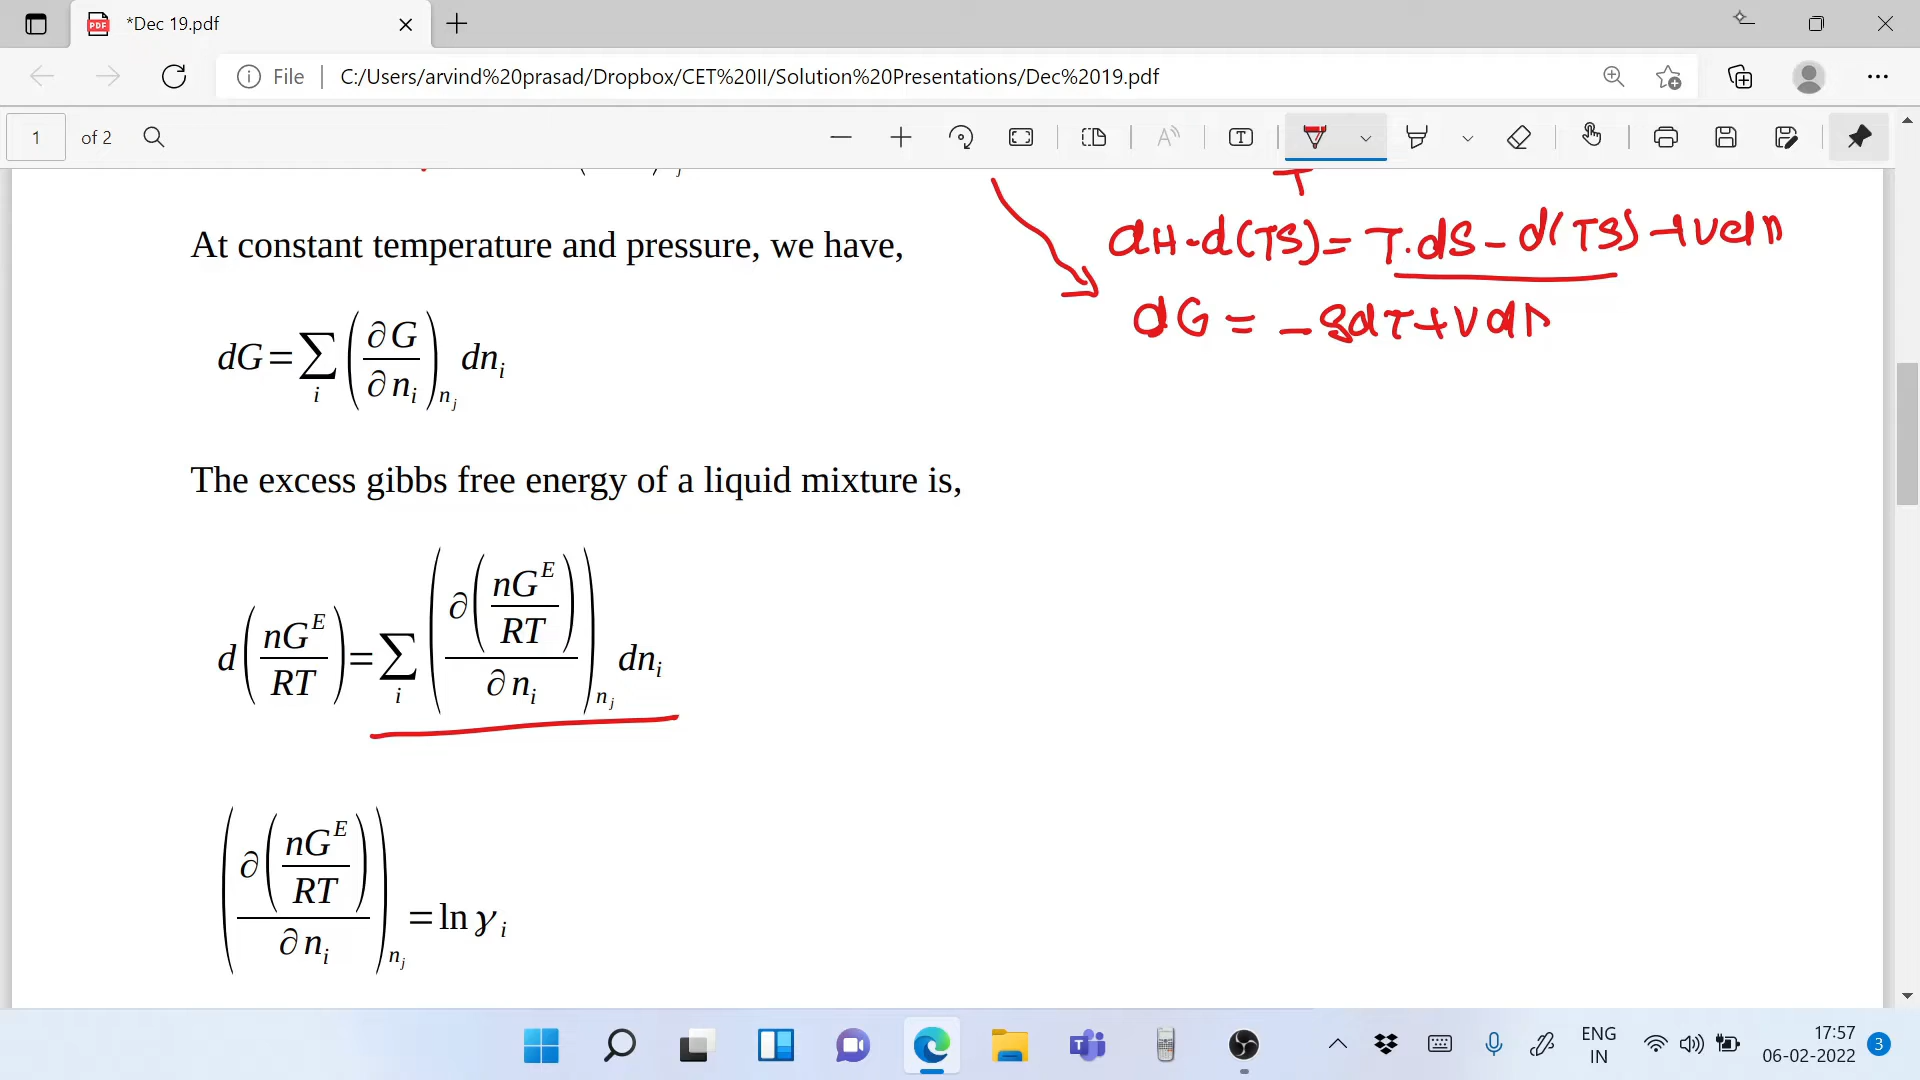 *Dec 19.pdf
File | C:/Users/arvind%20prasad/Dropbox/CET%20II/Solution%20Presentations/Dec%2019.pdf
1 of 2
T
At constant temperature and pressure, we have,
dH - d(TS) = T.dS - d(TS) + Vdp
dG = -SdT + Vdp
dG = ∑_i (∂G/∂n_i)_{n_j} dn_i
The excess gibbs free energy of a liquid mixture is,
d(nG^E/RT) = ∑_i (∂(nG^E/RT)/∂n_i)_{n_j} dn_i
(∂(nG^E/RT)/∂n_i)_{n_j} = ln γ_i
ENG
IN
17:57
06-02-2022
3